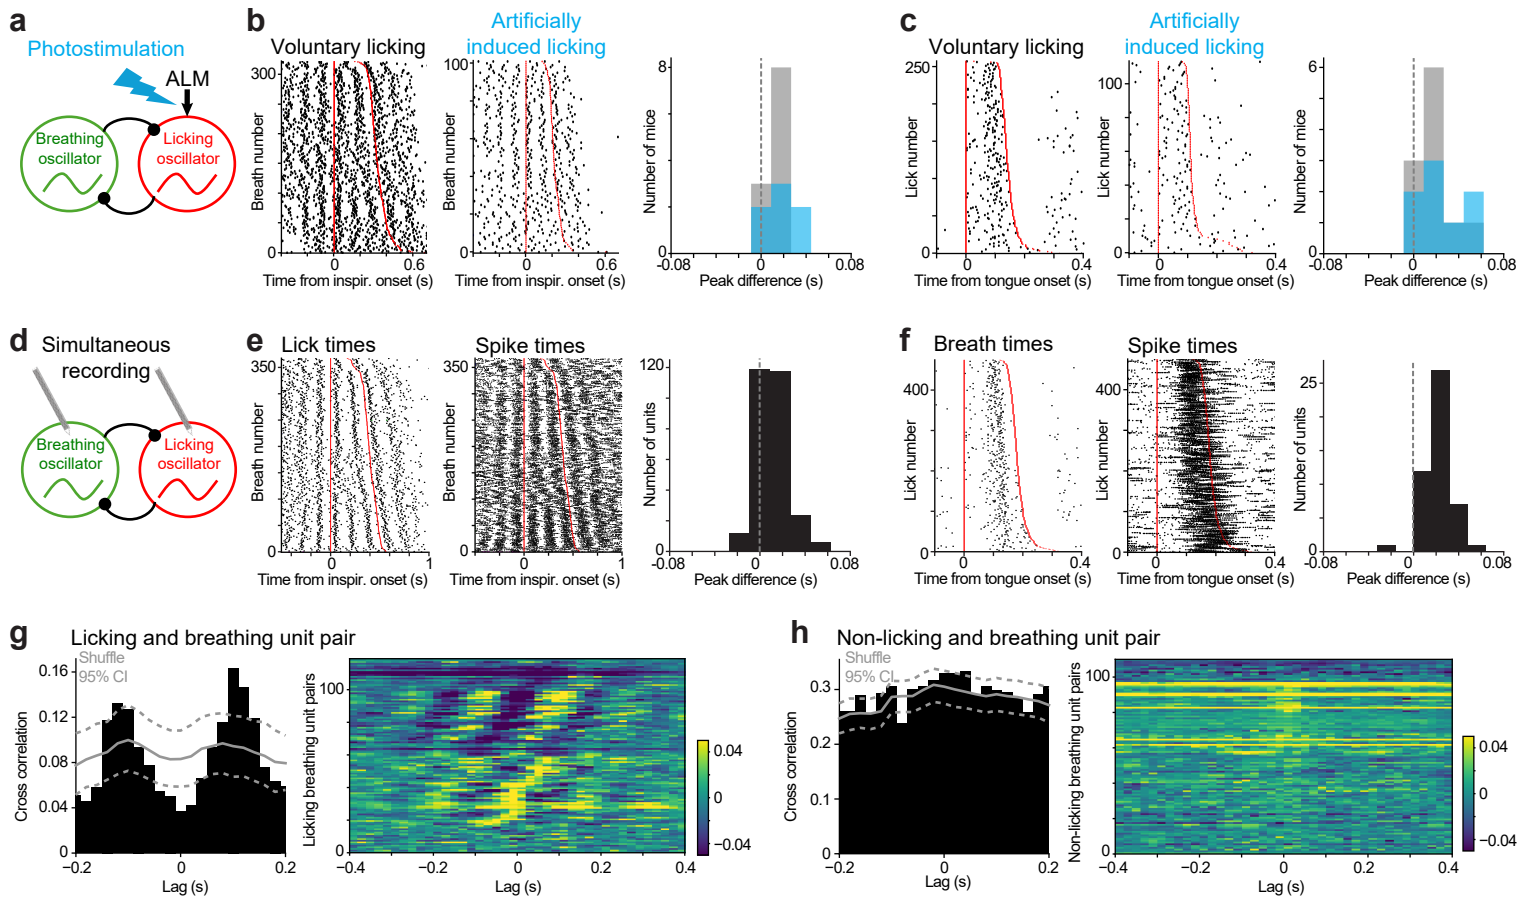 a
Photostimulation
ALM
Breathing
oscillator
Licking
oscillator
b
Voluntary licking
Artificially
induced licking
300
0
Breath number
0
0.6
Time from inspir. onset (s)
100
0
Breath number
0
0.6
Time from inspir. onset (s)
8
0
Number of mice
-0.08
0
0.08
Peak difference (s)
c
Voluntary licking
Artificially
induced licking
250
0
Lick number
0
0.4
Time from tongue onset (s)
100
0
Lick number
0
0.4
Time from tongue onset (s)
6
0
Number of mice
-0.08
0
0.08
Peak difference (s)
d
Simultaneous
recording
Breathing
oscillator
Licking
oscillator
e
Lick times
Spike times
350
0
Breath number
0
1
Time from inspir. onset (s)
350
0
Breath number
0
1
Time from inspir. onset (s)
120
0
Number of units
-0.08
0
0.08
Peak difference (s)
f
Breath times
Spike times
400
0
Lick number
0
0.4
Time from tongue onset (s)
400
0
Lick number
0
0.4
Time from tongue onset (s)
25
0
Number of units
-0.08
0
0.08
Peak difference (s)
g
Licking and breathing unit pair
Shuffle
95% CI
0.16
0.12
0.08
0.04
0
Cross correlation
−0.2
0
0.2
Lag (s)
100
0
Licking breathing unit pairs
−0.4
−0.2
0
0.2
0.4
Lag (s)
0.04
0
−0.04
h
Non-licking and breathing unit pair
Shuffle
95% CI
0.3
0.2
0.1
0
Cross correlation
−0.2
0
0.2
Lag (s)
100
0
Non-licking breathing unit pairs
−0.4
−0.2
0
0.2
0.4
Lag (s)
0.04
0
−0.04